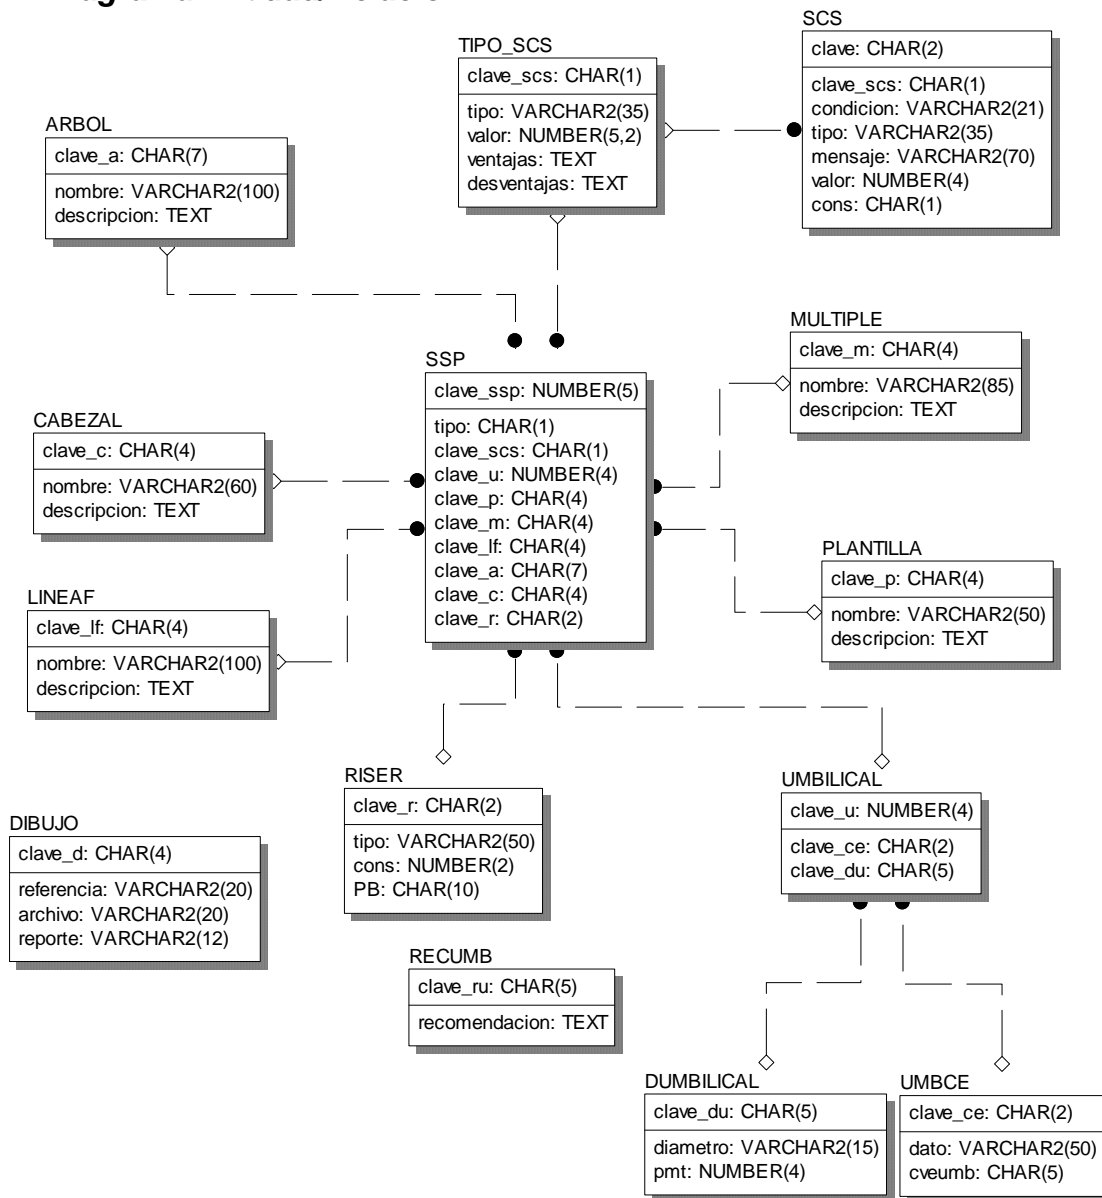 TIPO_SCS
clave_scs: CHAR(1)
tipo: VARCHAR2(35)
valor: NUMBER(5,2)
ventajas: TEXT
desventajas: TEXT
SCS
clave: CHAR(2)
clave_scs: CHAR(1)
condicion: VARCHAR2(21)
tipo: VARCHAR2(35)
mensaje: VARCHAR2(70)
valor: NUMBER(4)
cons: CHAR(1)
ARBOL
clave_a: CHAR(7)
nombre: VARCHAR2(100)
descripcion: TEXT
MULTIPLE
clave_m: CHAR(4)
nombre: VARCHAR2(85)
descripcion: TEXT
SSP
clave_ssp: NUMBER(5)
tipo: CHAR(1)
clave_scs: CHAR(1)
clave_u: NUMBER(4)
clave_p: CHAR(4)
clave_m: CHAR(4)
clave_lf: CHAR(4)
clave_a: CHAR(7)
clave_c: CHAR(4)
clave_r: CHAR(2)
CABEZAL
clave_c: CHAR(4)
nombre: VARCHAR2(60)
descripcion: TEXT
PLANTILLA
clave_p: CHAR(4)
nombre: VARCHAR2(50)
descripcion: TEXT
LINEAF
clave_lf: CHAR(4)
nombre: VARCHAR2(100)
descripcion: TEXT
RISER
clave_r: CHAR(2)
tipo: VARCHAR2(50)
cons: NUMBER(2)
PB: CHAR(10)
UMBILICAL
clave_u: NUMBER(4)
clave_ce: CHAR(2)
clave_du: CHAR(5)
DIBUJO
clave_d: CHAR(4)
referencia: VARCHAR2(20)
archivo: VARCHAR2(20)
reporte: VARCHAR2(12)
RECUMB
clave_ru: CHAR(5)
recomendacion: TEXT
DUMBILICAL
clave_du: CHAR(5)
diametro: VARCHAR2(15)
pmt: NUMBER(4)
UMBCE
clave_ce: CHAR(2)
dato: VARCHAR2(50)
cveumb: CHAR(5)